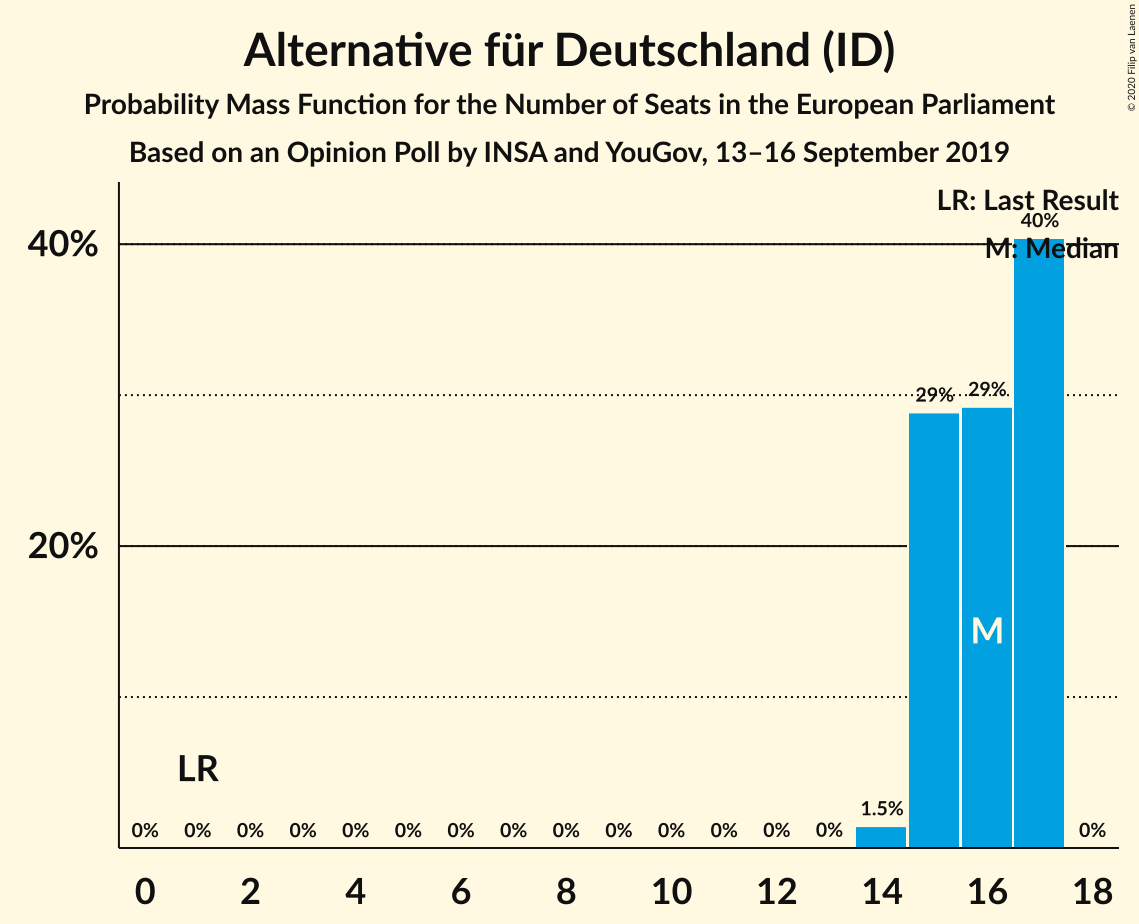 Alternative für Deutschland (ID)
Probability Mass Function for the Number of Seats in the European Parliament
Based on an Opinion Poll by INSA and YouGov, 13–16 September 2019
© 2020 Filip van Laenen
LR: Last Result
M: Median
40%
20%
40%
29%
29%
M
LR
1.5%
0% 0% 0% 0% 0% 0% 0% 0% 0% 0% 0% 0% 0% 0% 0%
0 2 4 6 8 10 12 14 16 18